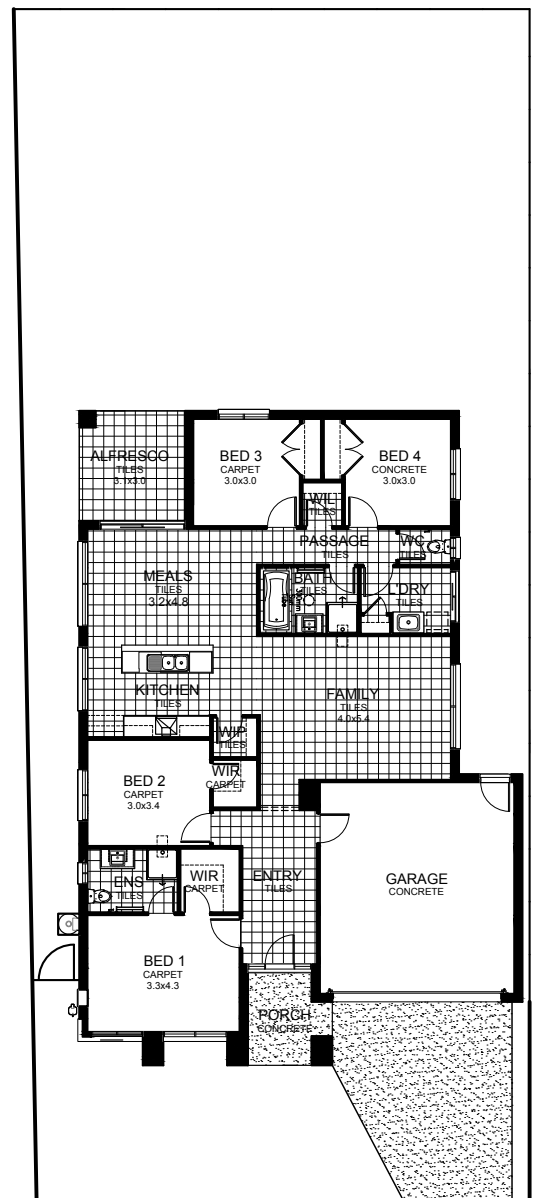 ALFRESCO
TILES
3.1x3.0
BED 3
CARPET
3.0x3.0
BED 4
CONCRETE
3.0x3.0
WIL
TILES
PASSAGE
TILES
WC
TILES
MEALS
TILES
3.2x4.8
BATH
TILES
L'DRY
TILES
KITCHEN
TILES
FAMILY
TILES
4.0x5.4
WIP
TILES
BED 2
CARPET
3.0x3.4
WIR
CARPET
ENS
TILES
WIR
CARPET
ENTRY
TILES
GARAGE
CONCRETE
BED 1
CARPET
3.3x4.3
PORCH
CONCRETE